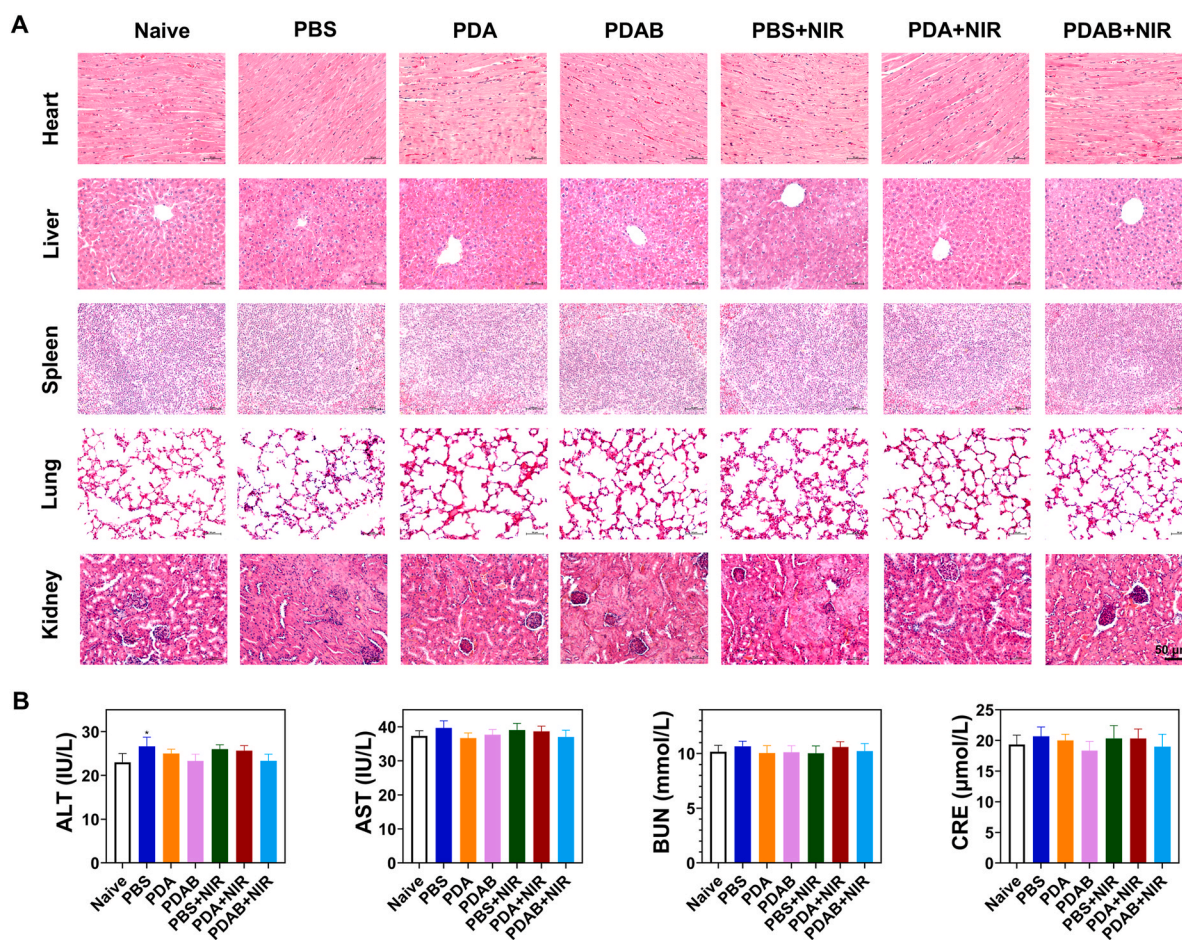 A
Naive PBS PDA PDAB PBS+NIR PDA+NIR PDAB+NIR
Heart
Liver
Spleen
Lung
Kidney
50 μm
B
ALT (IU/L)
30
20
10
0
*
Naive PBS PDA PDAB PBS+NIR PDA+NIR PDAB+NIR
AST (IU/L)
50
40
30
20
10
0
Naive PBS PDA PDAB PBS+NIR PDA+NIR PDAB+NIR
BUN (mmol/L)
15
10
5
0
Naive PBS PDA PDAB PBS+NIR PDA+NIR PDAB+NIR
CRE (μmol/L)
25
20
15
10
5
0
Naive PBS PDA PDAB PBS+NIR PDA+NIR PDAB+NIR